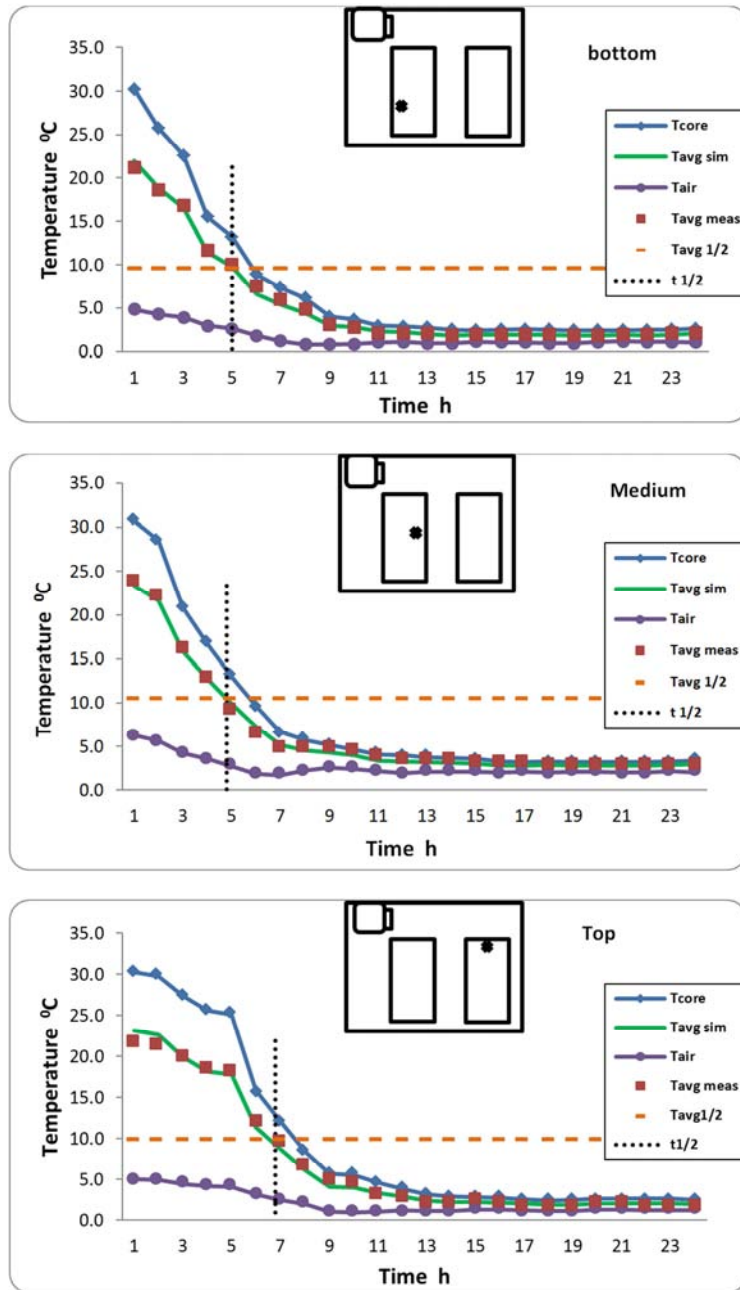 bottom
Temperature ⁰C
35.0
30.0
25.0
20.0
15.0
10.0
5.0
0.0
1 3 5 7 9 11 13 15 17 19 21 23
Time h
Tcore
Tavg sim
Tair
Tavg meas
Tavg 1/2
t 1/2
Medium
Temperature ⁰C
35.0
30.0
25.0
20.0
15.0
10.0
5.0
0.0
1 3 5 7 9 11 13 15 17 19 21 23
Time h
Tcore
Tavg sim
Tair
Tavg meas
Tavg 1/2
t 1/2
Top
Temperature ⁰C
35.0
30.0
25.0
20.0
15.0
10.0
5.0
0.0
1 3 5 7 9 11 13 15 17 19 21 23
Time h
Tcore
Tavg sim
Tair
Tavg meas
Tavg1/2
t1/2